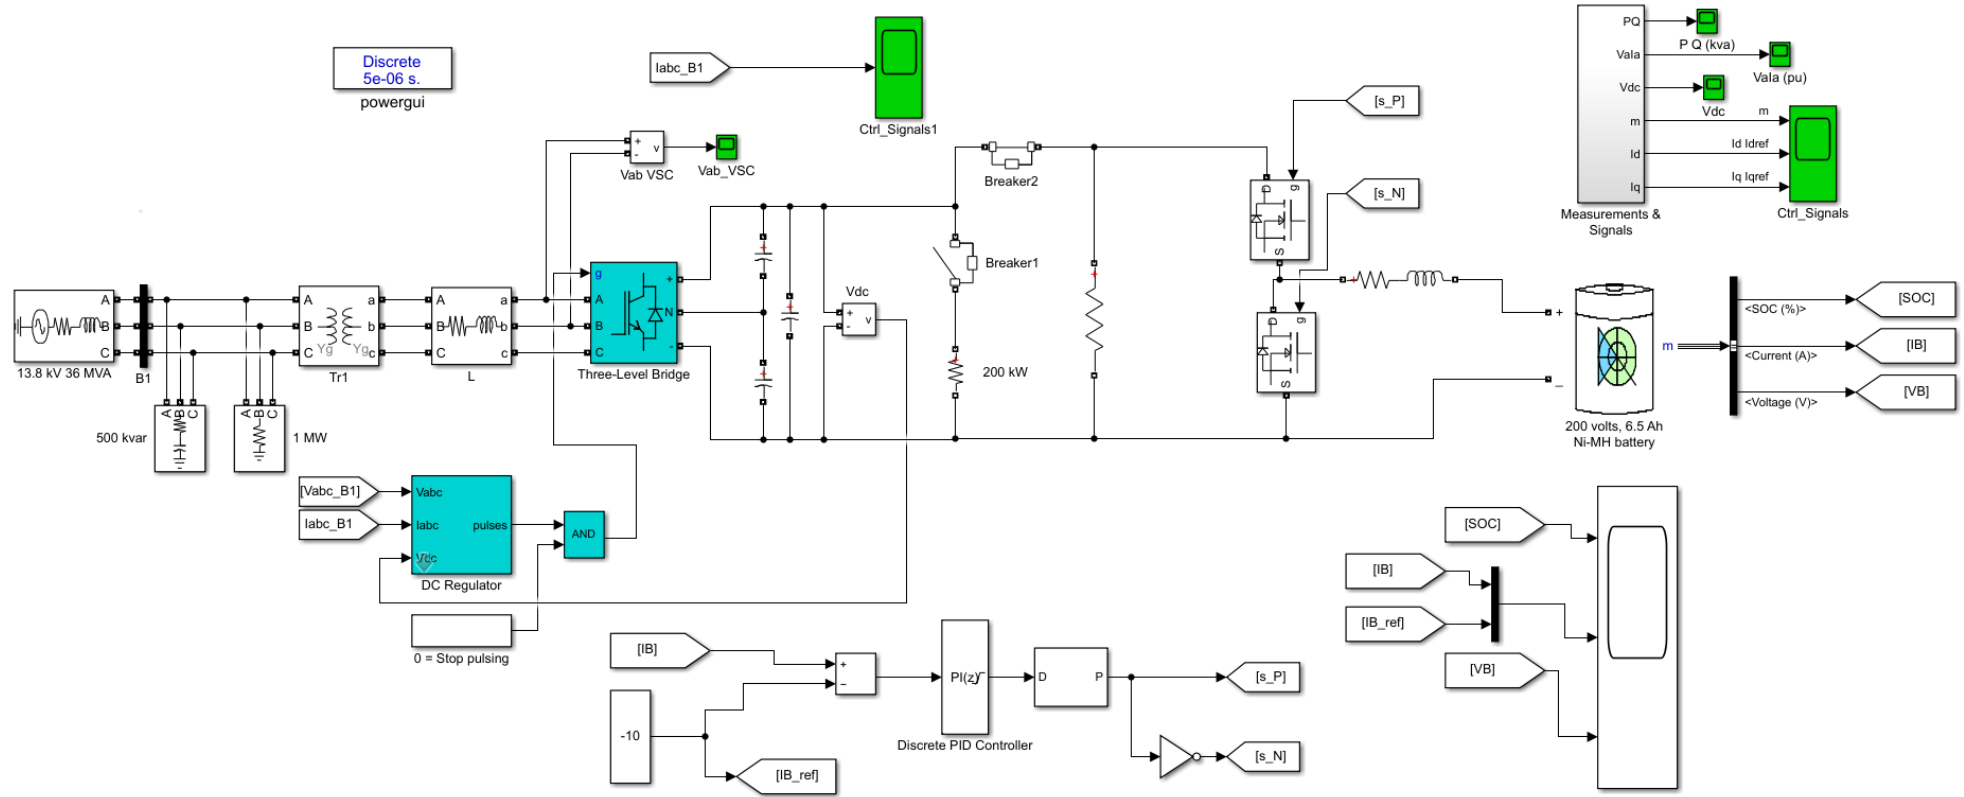 Discrete
5e-06 s.
powergui
Iabc_B1
Ctrl_Signals1
+
-
v
Vab VSC
Vab_VSC
Breaker2
[s_P]
[s_N]
D
g
S
D
g
S
PQ
P Q (kva)
VaIa
VaIa (pu)
Vdc
Vdc
m
m
Id
Id Idref
Iq
Iq Iqref
Measurements &
Signals
Ctrl_Signals
Breaker1
200 kW
A
B
C
13.8 kV 36 MVA
B1
A
B
C
a
b
c
Yg
Yg
Tr1
A
B
C
a
b
c
L
g
A
B
C
+
N
-
Three-Level Bridge
Vdc
+
-
v
A
B
C
500 kvar
A
B
C
1 MW
+
_
m
200 volts, 6.5 Ah
Ni-MH battery
<SOC (%)>
[SOC]
<Current (A)>
[IB]
<Voltage (V)>
[VB]
[Vabc_B1]
Iabc_B1
Vabc
Iabc
Vdc
pulses
DC Regulator
AND
0 = Stop pulsing
[IB]
-10
[IB_ref]
+
−
PI(z)
Discrete PID Controller
D
P
[s_P]
[s_N]
[SOC]
[IB]
[IB_ref]
[VB]